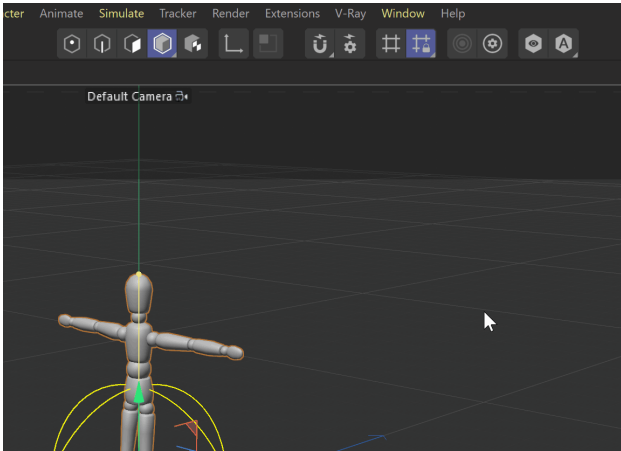 cter Animate Simulate Tracker Render Extensions V-Ray Window Help
A
Default Camera